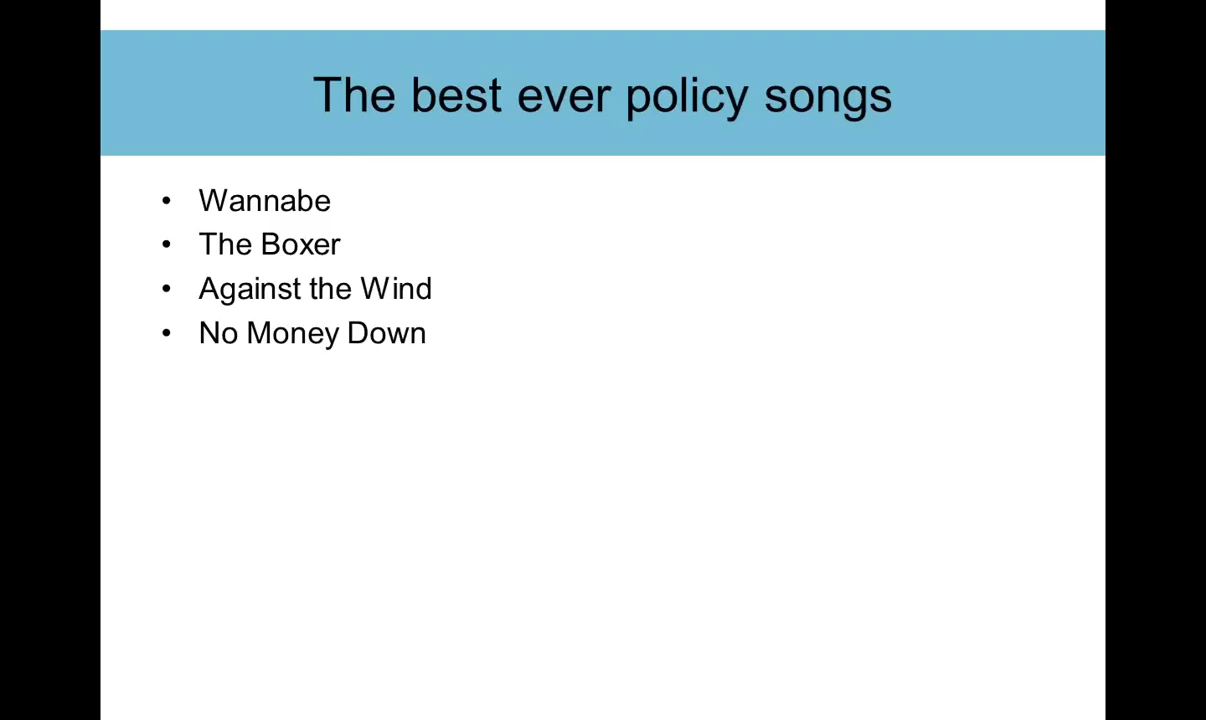 The best ever policy songs
• Wannabe
• The Boxer
• Against the Wind
• No Money Down